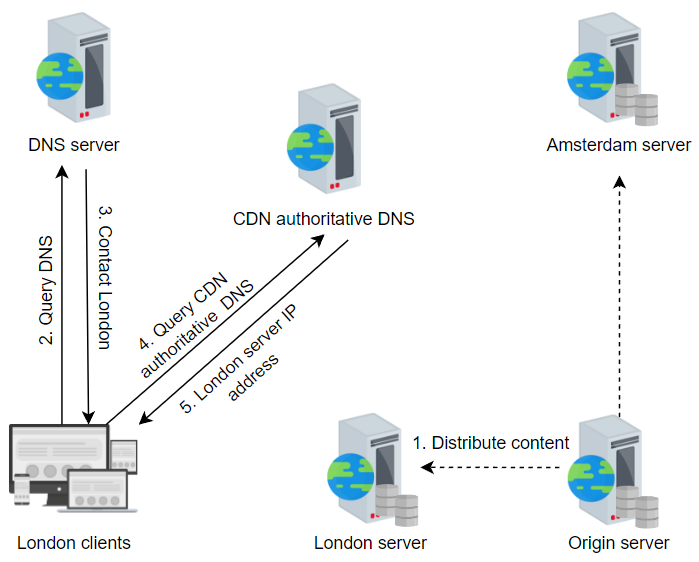 DNS server
Amsterdam server
CDN authoritative DNS
2. Query DNS
3. Contact London
4. Query CDN
authoritative DNS
5. London server IP
address
1. Distribute content
London clients
London server
Origin server